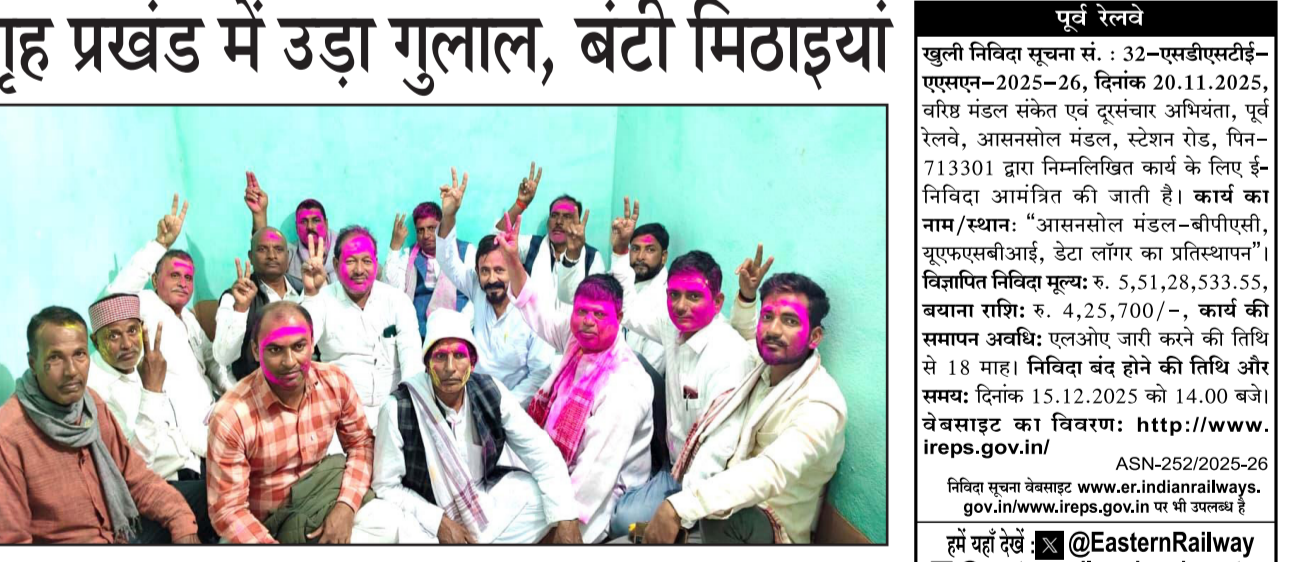 गृह प्रखंड में उड़ा गुलाल, बंटी मिठाइयां
पूर्व रेलवे
खुली निविदा सूचना सं. : 32–एसडीएसटीई–
एएसएन–2025–26, दिनांक 20.11.2025,
वरिष्ठ मंडल संकेत एवं दूरसंचार अभियंता, पूर्व
रेलवे, आसनसोल मंडल, स्टेशन रोड, पिन–
713301 द्वारा निम्नलिखित कार्य के लिए ई-
निविदा आमंत्रित की जाती है। कार्य का
नाम/स्थानः “आसनसोल मंडल–बीपीएसी,
यूएफएसबीआई, डेटा लॉगर का प्रतिस्थापन”।
विज्ञापित निविदा मूल्य: रु. 5,51,28,533.55,
बयाना राशि: रु. 4,25,700/–, कार्य की
समापन अवधि: एलओए जारी करने की तिथि
से 18 माह। निविदा बंद होने की तिथि और
समय: दिनांक 15.12.2025 को 14.00 बजे।
वेबसाइट का विवरण: http://www.
ireps.gov.in/
ASN-252/2025-26
निविदा सूचना वेबसाइट www.er.indianrailways.
gov.in/www.ireps.gov.in पर भी उपलब्ध है
हमें यहाँ देखें : X @EasternRailway